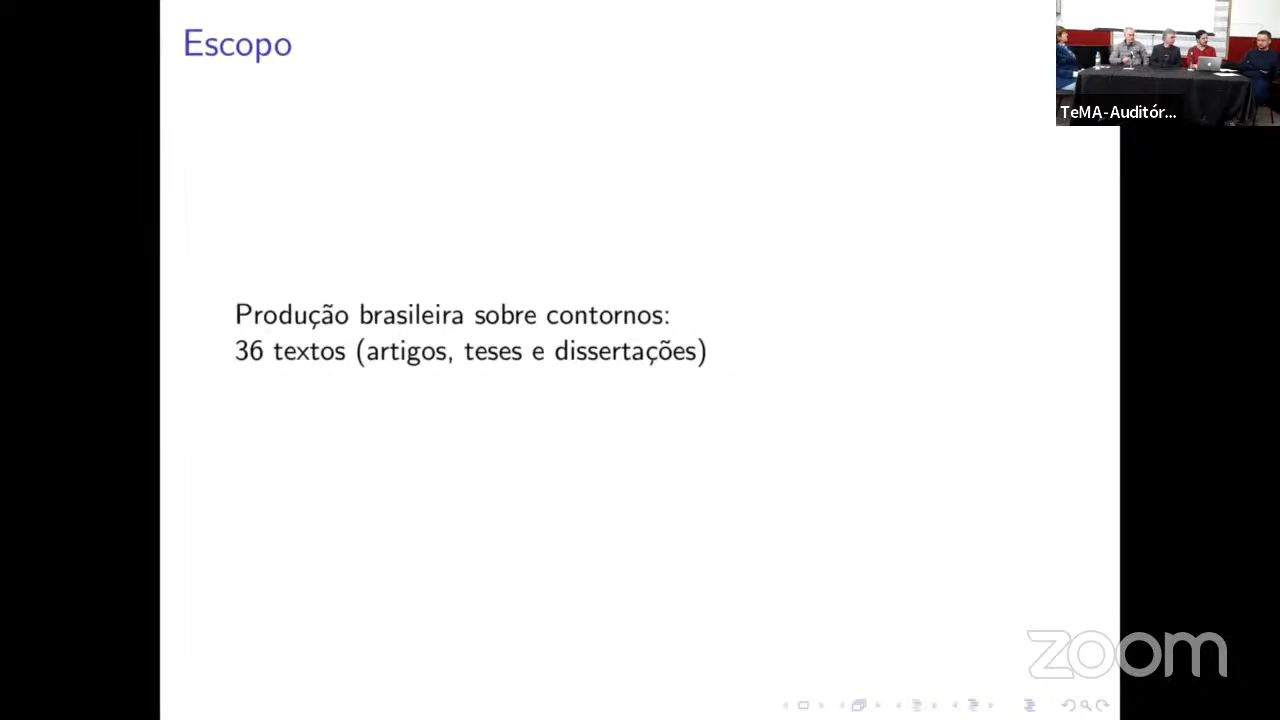 Escopo
TeMA-Auditór...
Produção brasileira sobre contornos:
36 textos (artigos, teses e dissertações)
zoom